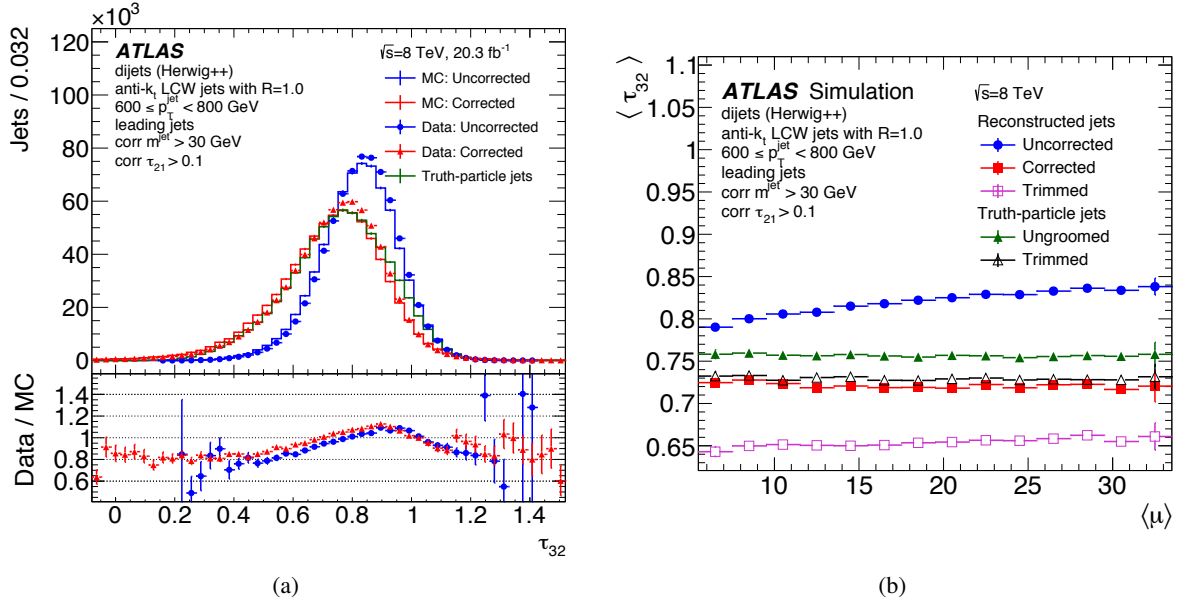 ×10³
Jets / 0.032
120
100
80
60
40
20
0
ATLAS
dijets (Herwig++)
anti-kₜ LCW jets with R=1.0
600 ≤ p_T^jet < 800 GeV
leading jets
corr m^jet > 30 GeV
corr τ₂₁ > 0.1
√s=8 TeV, 20.3 fb⁻¹
MC: Uncorrected
MC: Corrected
Data: Uncorrected
Data: Corrected
Truth-particle jets
Data / MC
1.4
1.2
1
0.8
0.6
0 0.2 0.4 0.6 0.8 1 1.2 1.4
τ₃₂
(a)
⟨ τ₃₂ ⟩
1.1
1.05
1
0.95
0.9
0.85
0.8
0.75
0.7
0.65
ATLAS Simulation
dijets (Herwig++)
anti-kₜ LCW jets with R=1.0
600 ≤ p_T^jet < 800 GeV
leading jets
corr m^jet > 30 GeV
corr τ₂₁ > 0.1
√s=8 TeV
Reconstructed jets
Uncorrected
Corrected
Trimmed
Truth-particle jets
Ungroomed
Trimmed
10 15 20 25 30
⟨μ⟩
(b)